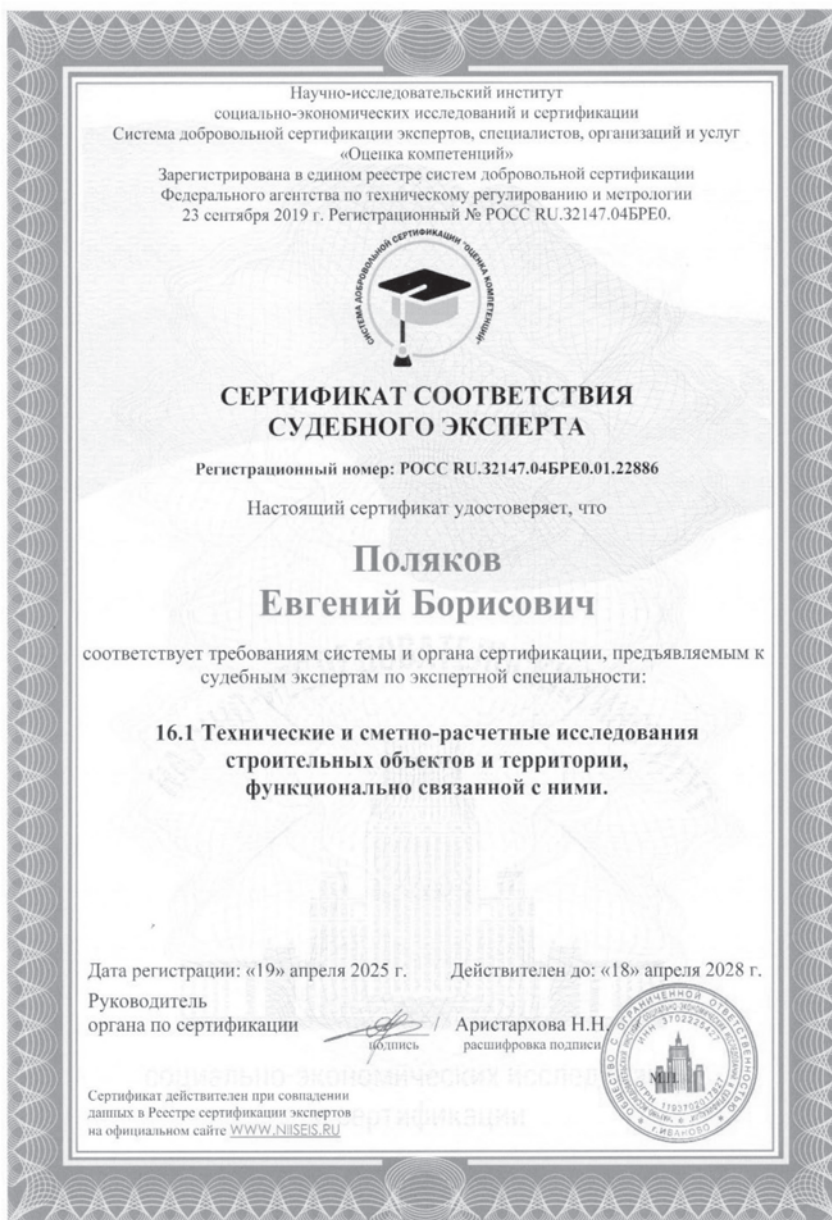 Научно-исследовательский институт
социально-экономических исследований и сертификации
Система добровольной сертификации экспертов, специалистов, организаций и услуг
«Оценка компетенций»
Зарегистрирована в едином реестре систем добровольной сертификации
Федерального агентства по техническому регулированию и метрологии
23 сентября 2019 г. Регистрационный № РОСС RU.32147.04БРЕ0.
СИСТЕМА ДОБРОВОЛЬНОЙ СЕРТИФИКАЦИИ "ОЦЕНКА КОМПЕТЕНЦИЙ"
СЕРТИФИКАТ СООТВЕТСТВИЯ
СУДЕБНОГО ЭКСПЕРТА
Регистрационный номер: РОСС RU.32147.04БРЕ0.01.22886
Настоящий сертификат удостоверяет, что
Поляков
Евгений Борисович
соответствует требованиям системы и органа сертификации, предъявляемым к
судебным экспертам по экспертной специальности:
16.1 Технические и сметно-расчетные исследования
строительных объектов и территории,
функционально связанной с ними.
Дата регистрации: «19» апреля 2025 г. Действителен до: «18» апреля 2028 г.
Руководитель
органа по сертификации / Аристархова Н.Н.
подпись расшифровка подписи
М.П.
ОБЩЕСТВО С ОГРАНИЧЕННОЙ ОТВЕТСТВЕННОСТЬЮ
г.ИВАНОВО
Сертификат действителен при совпадении
данных в Реестре сертификации экспертов
на официальном сайте WWW.NIISEIS.RU